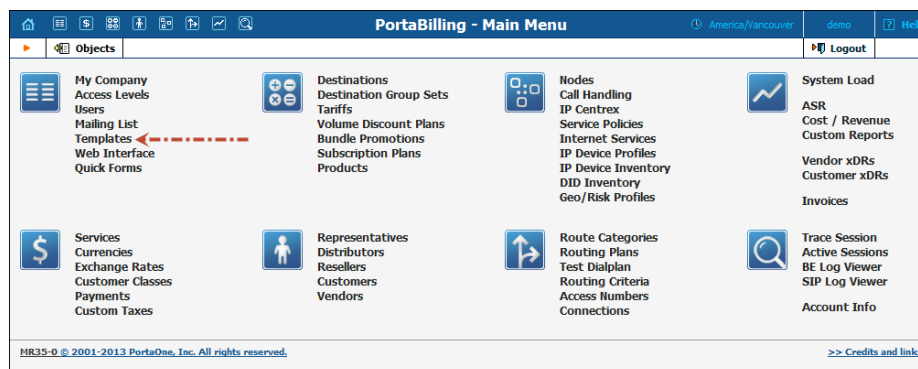 PortaBilling - Main Menu
America/Vancouver
demo
Hel
Objects
Logout
My Company
Access Levels
Users
Mailing List
Templates
Web Interface
Quick Forms
Destinations
Destination Group Sets
Tariffs
Volume Discount Plans
Bundle Promotions
Subscription Plans
Products
Nodes
Call Handling
IP Centrex
Service Policies
Internet Services
IP Device Profiles
IP Device Inventory
DID Inventory
Geo/Risk Profiles
System Load
ASR
Cost / Revenue
Custom Reports
Vendor xDRs
Customer xDRs
Invoices
Services
Currencies
Exchange Rates
Customer Classes
Payments
Custom Taxes
Representatives
Distributors
Resellers
Customers
Vendors
Route Categories
Routing Plans
Test Dialplan
Routing Criteria
Access Numbers
Connections
Trace Session
Active Sessions
BE Log Viewer
SIP Log Viewer
Account Info
MR35-0 © 2001-2013 PortaOne, Inc. All rights reserved.
>> Credits and link